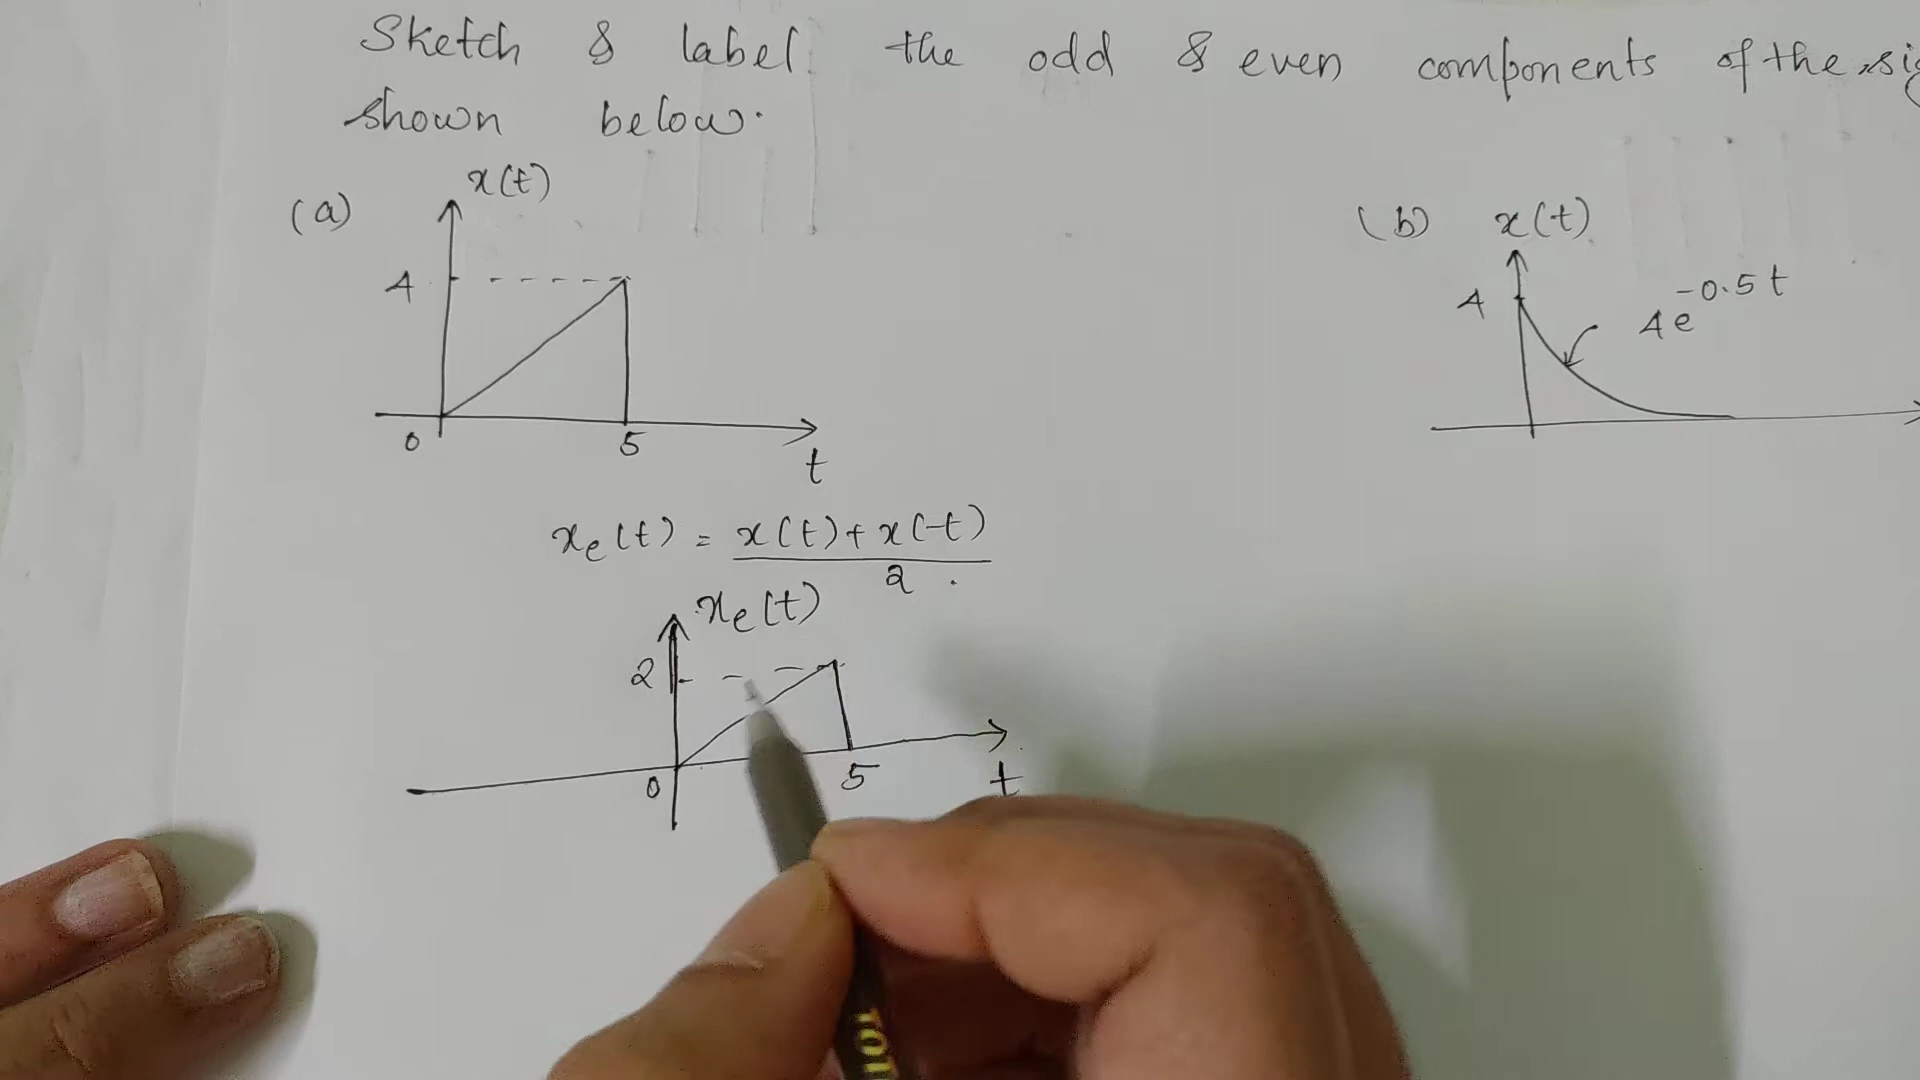 Sketch & label the odd & even components of the
shown below.
(a) x(t)
4
0 5 t
(b) x(t)
4 4e^-0.5t
xe(t) = x(t) + x(-t) / 2
xe(t)
2
0 5 t